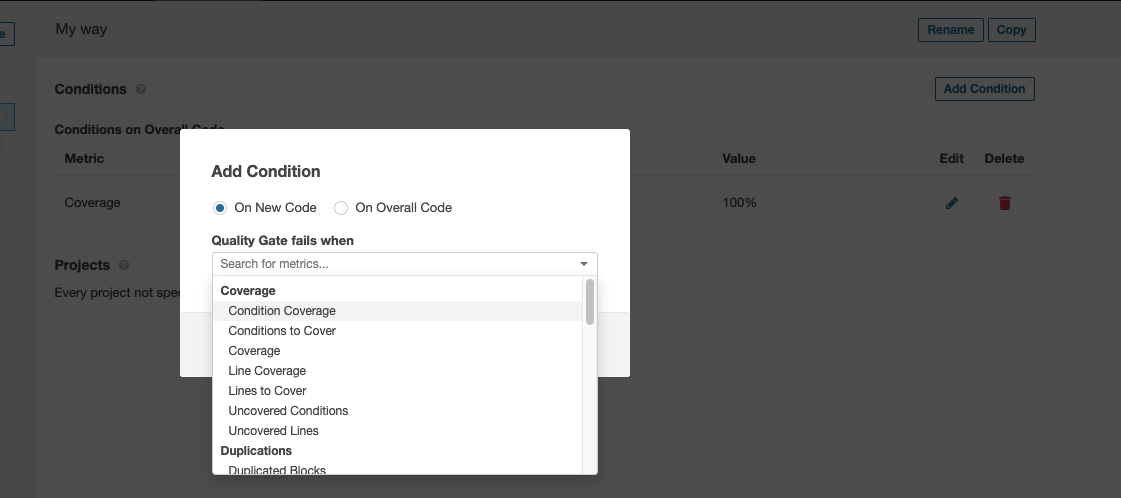 e
My way
Rename
Copy
Conditions
Add Condition
Conditions on Overall Code
Metric
Value
Edit
Delete
Coverage
100%
Projects
Every project not spec
Add Condition
On New Code
On Overall Code
Quality Gate fails when
Search for metrics...
Coverage
Condition Coverage
Conditions to Cover
Coverage
Line Coverage
Lines to Cover
Uncovered Conditions
Uncovered Lines
Duplications
Duplicated Blocks